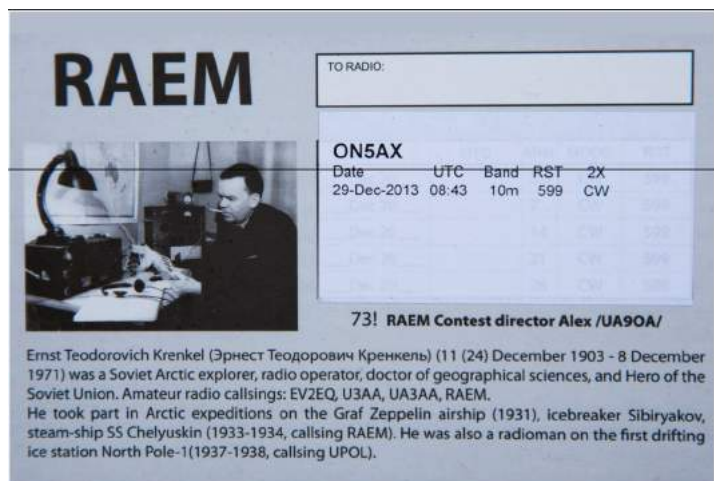 RAEM
TO RADIO:
ON5AX
Date UTC Band RST 2X
29-Dec-2013 08:43 10m 599 CW
73! RAEM Contest director Alex /UA9OA/
Ernst Teodorovich Krenkel (Эрнест Теодорович Кренкель) (11 (24) December 1903 - 8 December
1971) was a Soviet Arctic explorer, radio operator, doctor of geographical sciences, and Hero of the
Soviet Union. Amateur radio callsings: EV2EQ, U3AA, UA3AA, RAEM.
He took part in Arctic expeditions on the Graf Zeppelin airship (1931), icebreaker Sibiryakov,
steam-ship SS Chelyuskin (1933-1934, callsing RAEM). He was also a radioman on the first drifting
ice station North Pole-1(1937-1938, callsing UPOL).